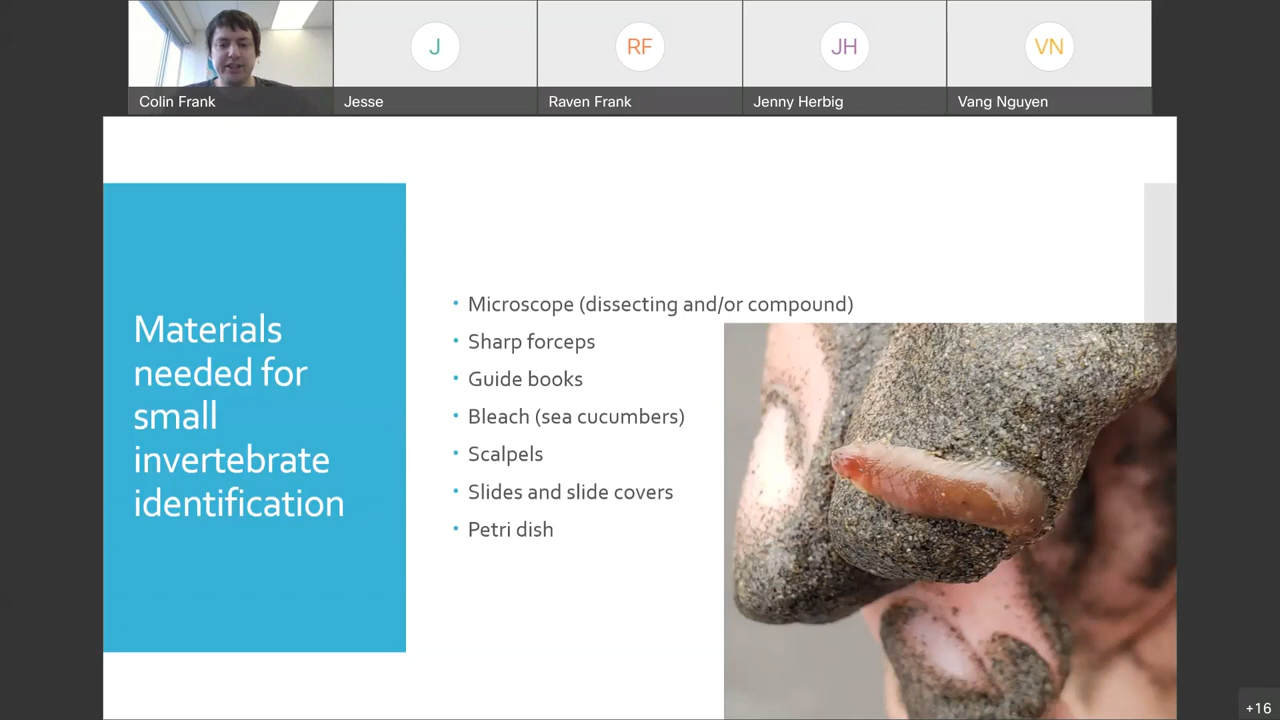 J
RF
JH
VN
Colin Frank
Jesse
Raven Frank
Jenny Herbig
Vang Nguyen
Materials
needed for
small
invertebrate
identification
• Microscope (dissecting and/or compound)
• Sharp forceps
• Guide books
• Bleach (sea cucumbers)
• Scalpels
• Slides and slide covers
• Petri dish
+16